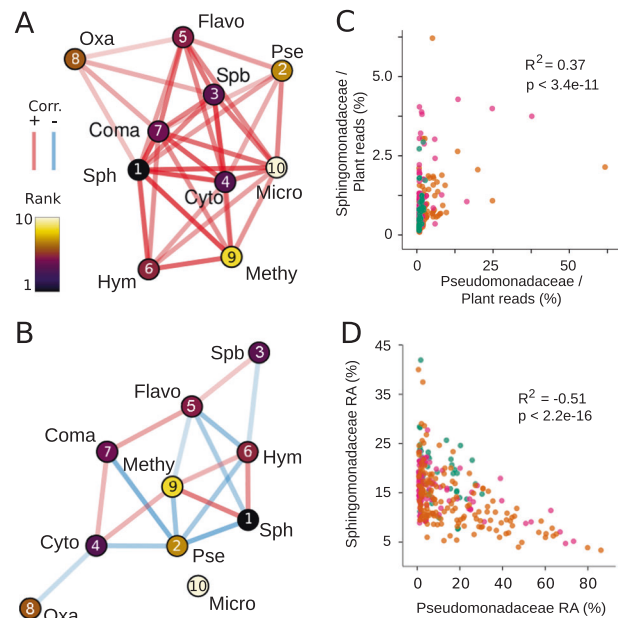 A
Flavo
5
Oxa
8
Pse
2
Spb
3
Corr.
+ -
Coma
7
Sph
1
Cyto
4
10
Micro
Rank
10
1
Hym
6
9
Methy
B
Spb
3
Flavo
5
Coma
7
Methy
9
6
Hym
1
Sph
Cyto
4
2
Pse
10
Micro
8
Oxa
C
Sphingomonadaceae /
Plant reads (%)
5.0
2.5
0
R2 = 0.37
p < 3.4e-11
0 25 50
Pseudomonadaceae /
Plant reads (%)
D
Sphingomonadaceae RA (%)
45
35
25
15
5
R2 = -0.51
p < 2.2e-16
0 20 40 60 80
Pseudomonadaceae RA (%)